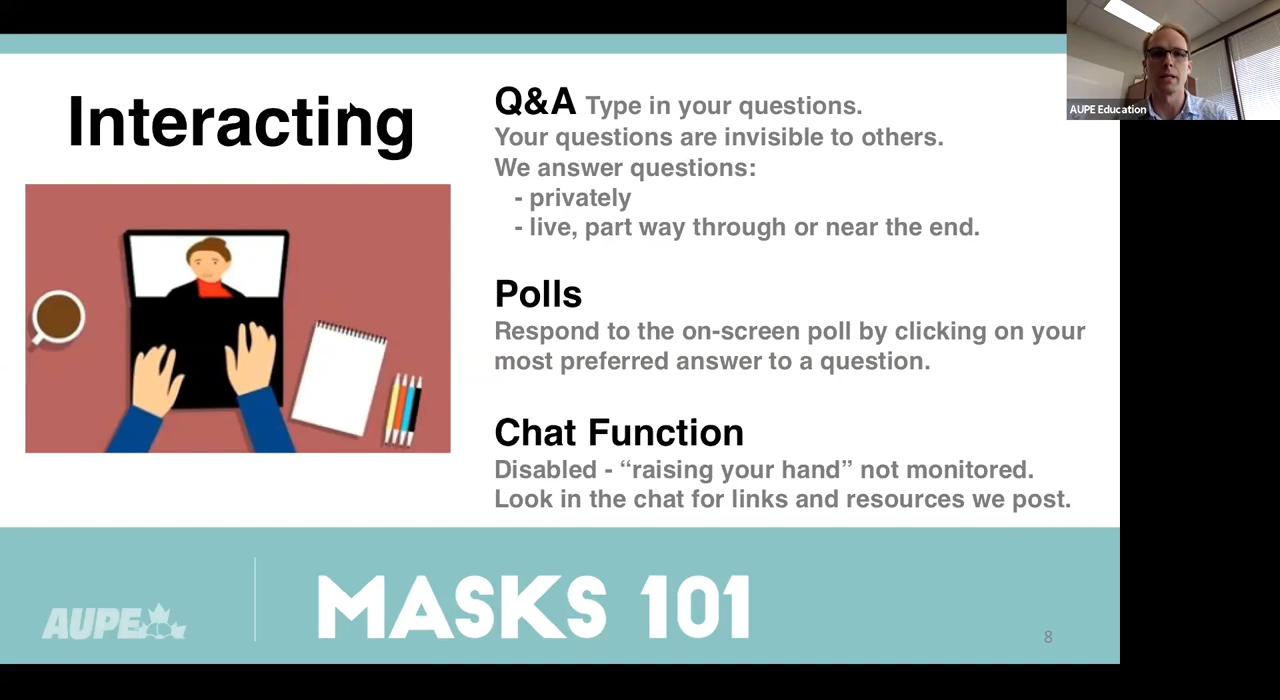 Interacting
Q&A Type in your questions.
Your questions are invisible to others.
We answer questions:
- privately
- live, part way through or near the end.
Polls
Respond to the on-screen poll by clicking on your
most preferred answer to a question.
Chat Function
Disabled - “raising your hand” not monitored.
Look in the chat for links and resources we post.
AUPE
MASKS 101
8
AUPE Education